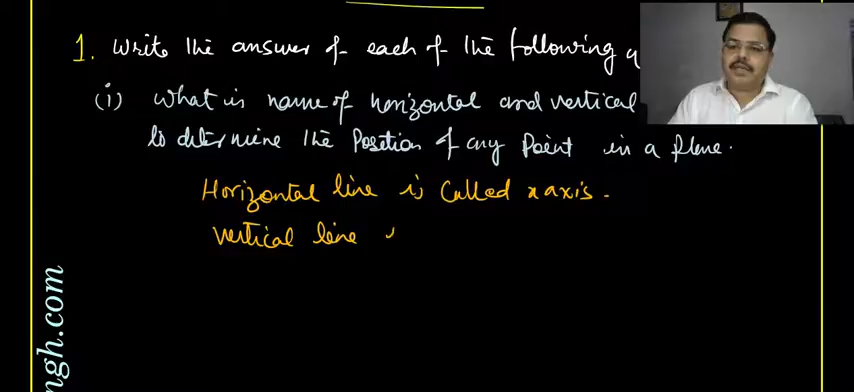 1. Write the answer of each of the following q
(i) What is name of horizontal and vertical
to determine the Position of any Point in a plane.
Horizontal line is called x axis.
Vertical line
ngh.com